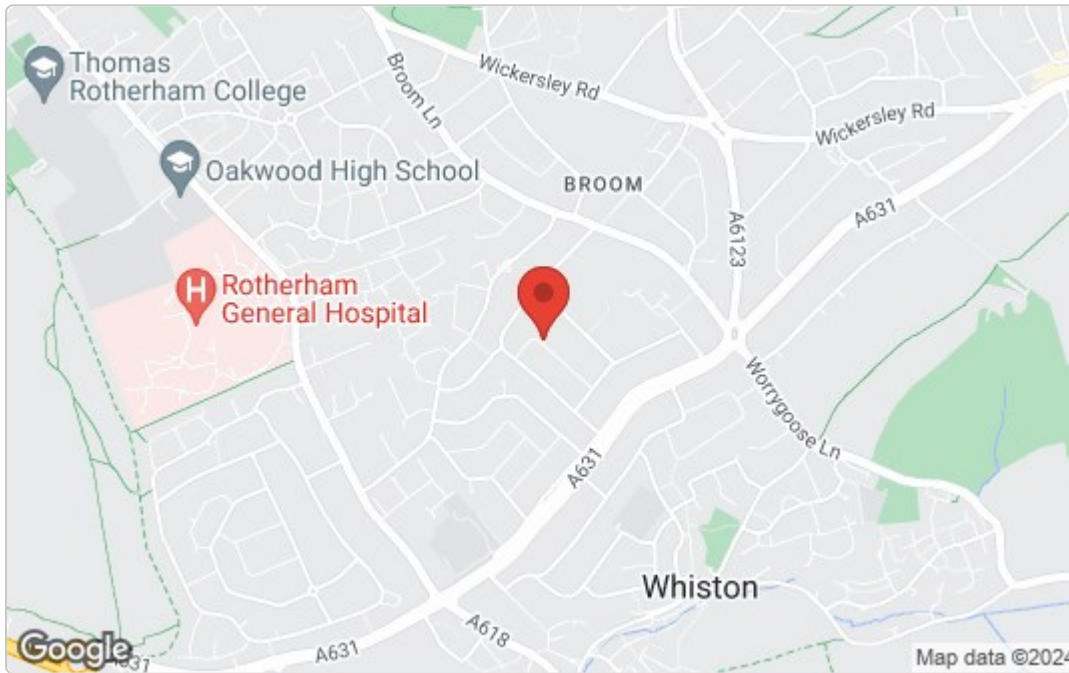 Thomas
Rotherham College
Oakwood High School
Rotherham
General Hospital
Broom Ln
Wickersley Rd
Wickersley Rd
BROOM
A6123
A631
Worrygoose Ln
A631
Whiston
A618
A631
A631
Google
Map data ©2024